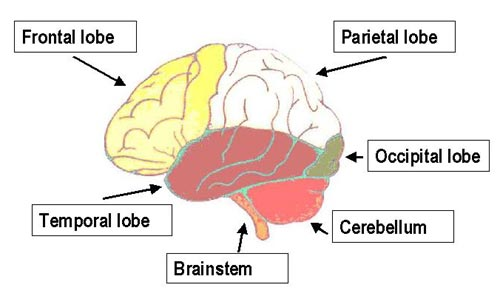 Frontal lobe
Parietal lobe
Occipital lobe
Temporal lobe
Cerebellum
Brainstem